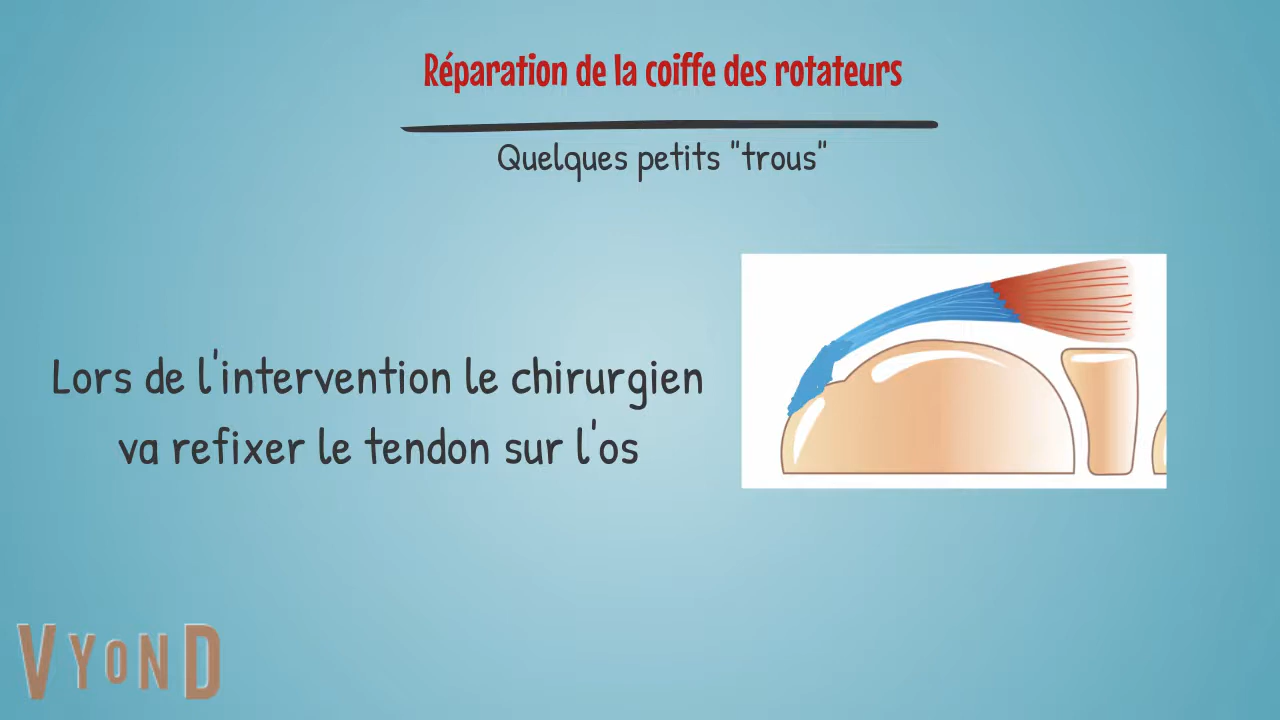 Réparation de la coiffe des rotateurs
Quelques petits "trous"
Lors de l'intervention le chirurgien
va refixer le tendon sur l'os
VYOND